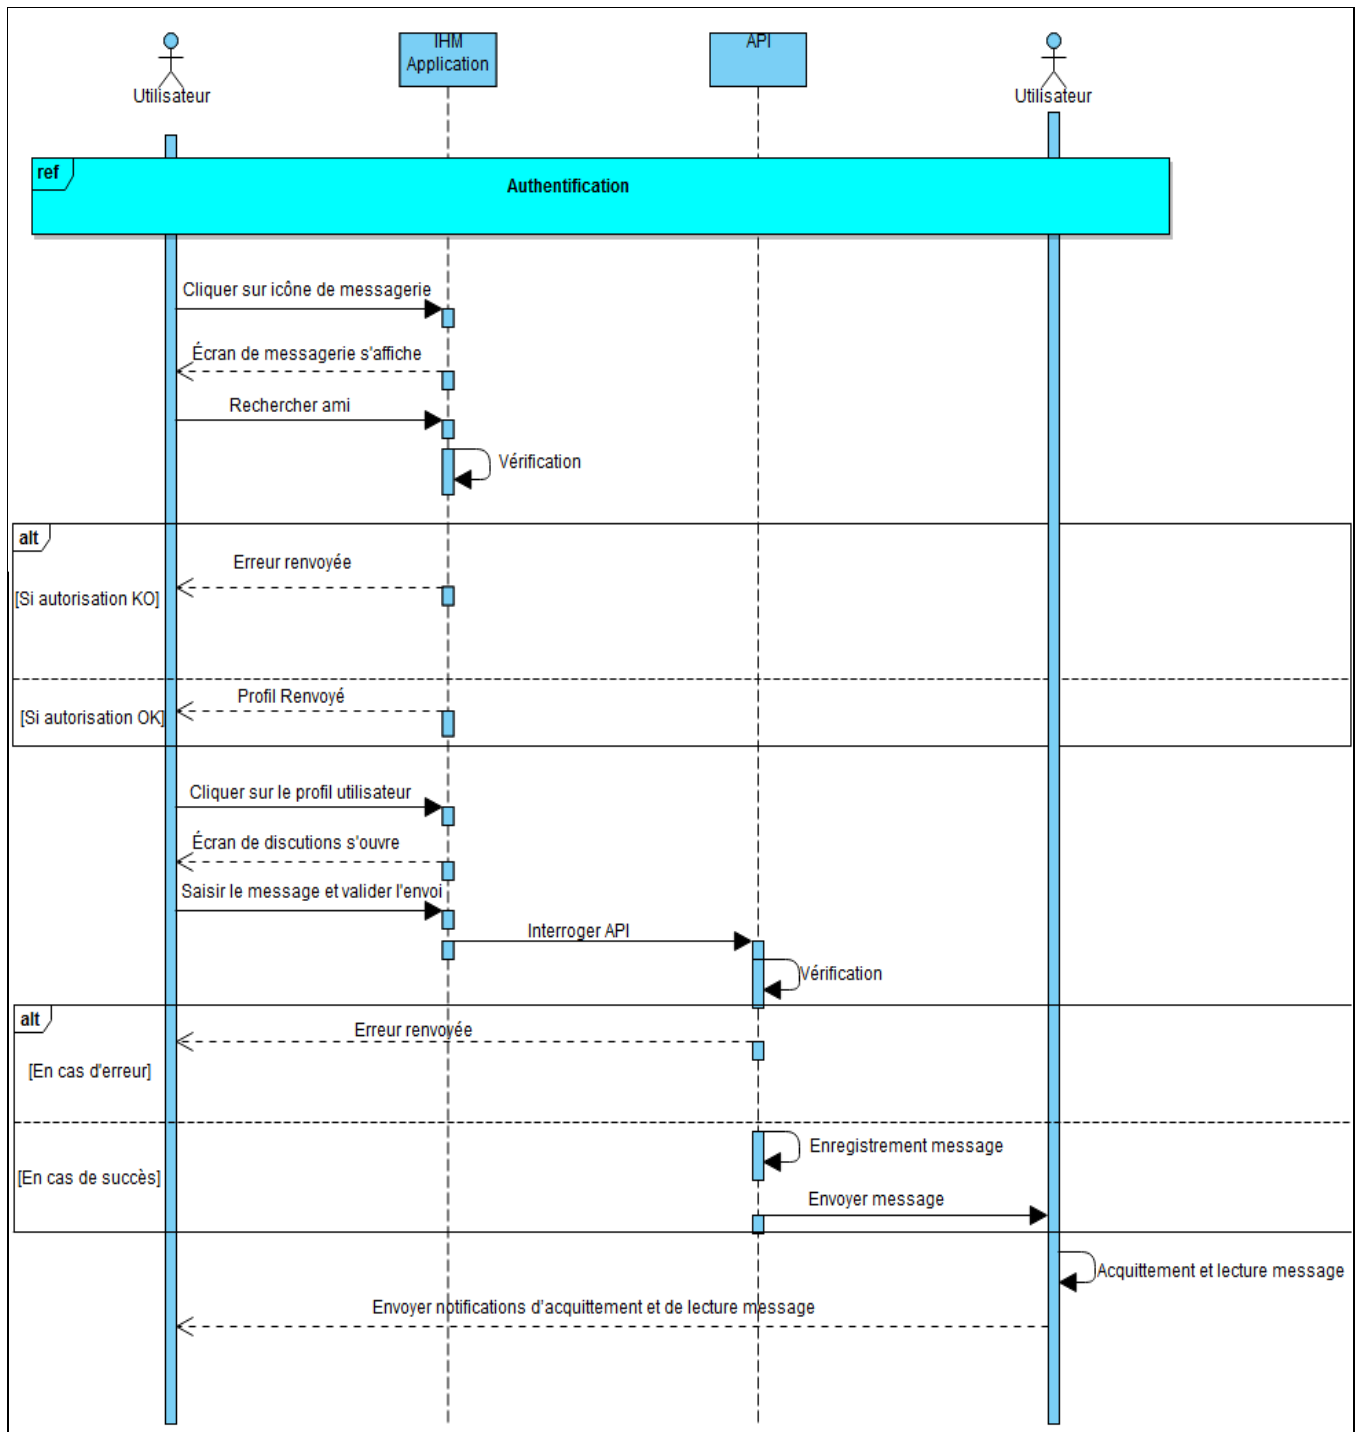 IHM
Application
API
Utilisateur
Utilisateur
ref
Authentification
Cliquer sur icône de messagerie
Écran de messagerie s'affiche
Rechercher ami
Vérification
alt
Erreur renvoyée
[Si autorisation KO]
Profil Renvoyé
[Si autorisation OK]
Cliquer sur le profil utilisateur
Écran de discutions s'ouvre
Saisir le message et valider l'envoi
Interroger API
Vérification
alt
Erreur renvoyée
[En cas d'erreur]
Enregistrement message
[En cas de succès]
Envoyer message
Acquittement et lecture message
Envoyer notifications d'acquittement et de lecture message